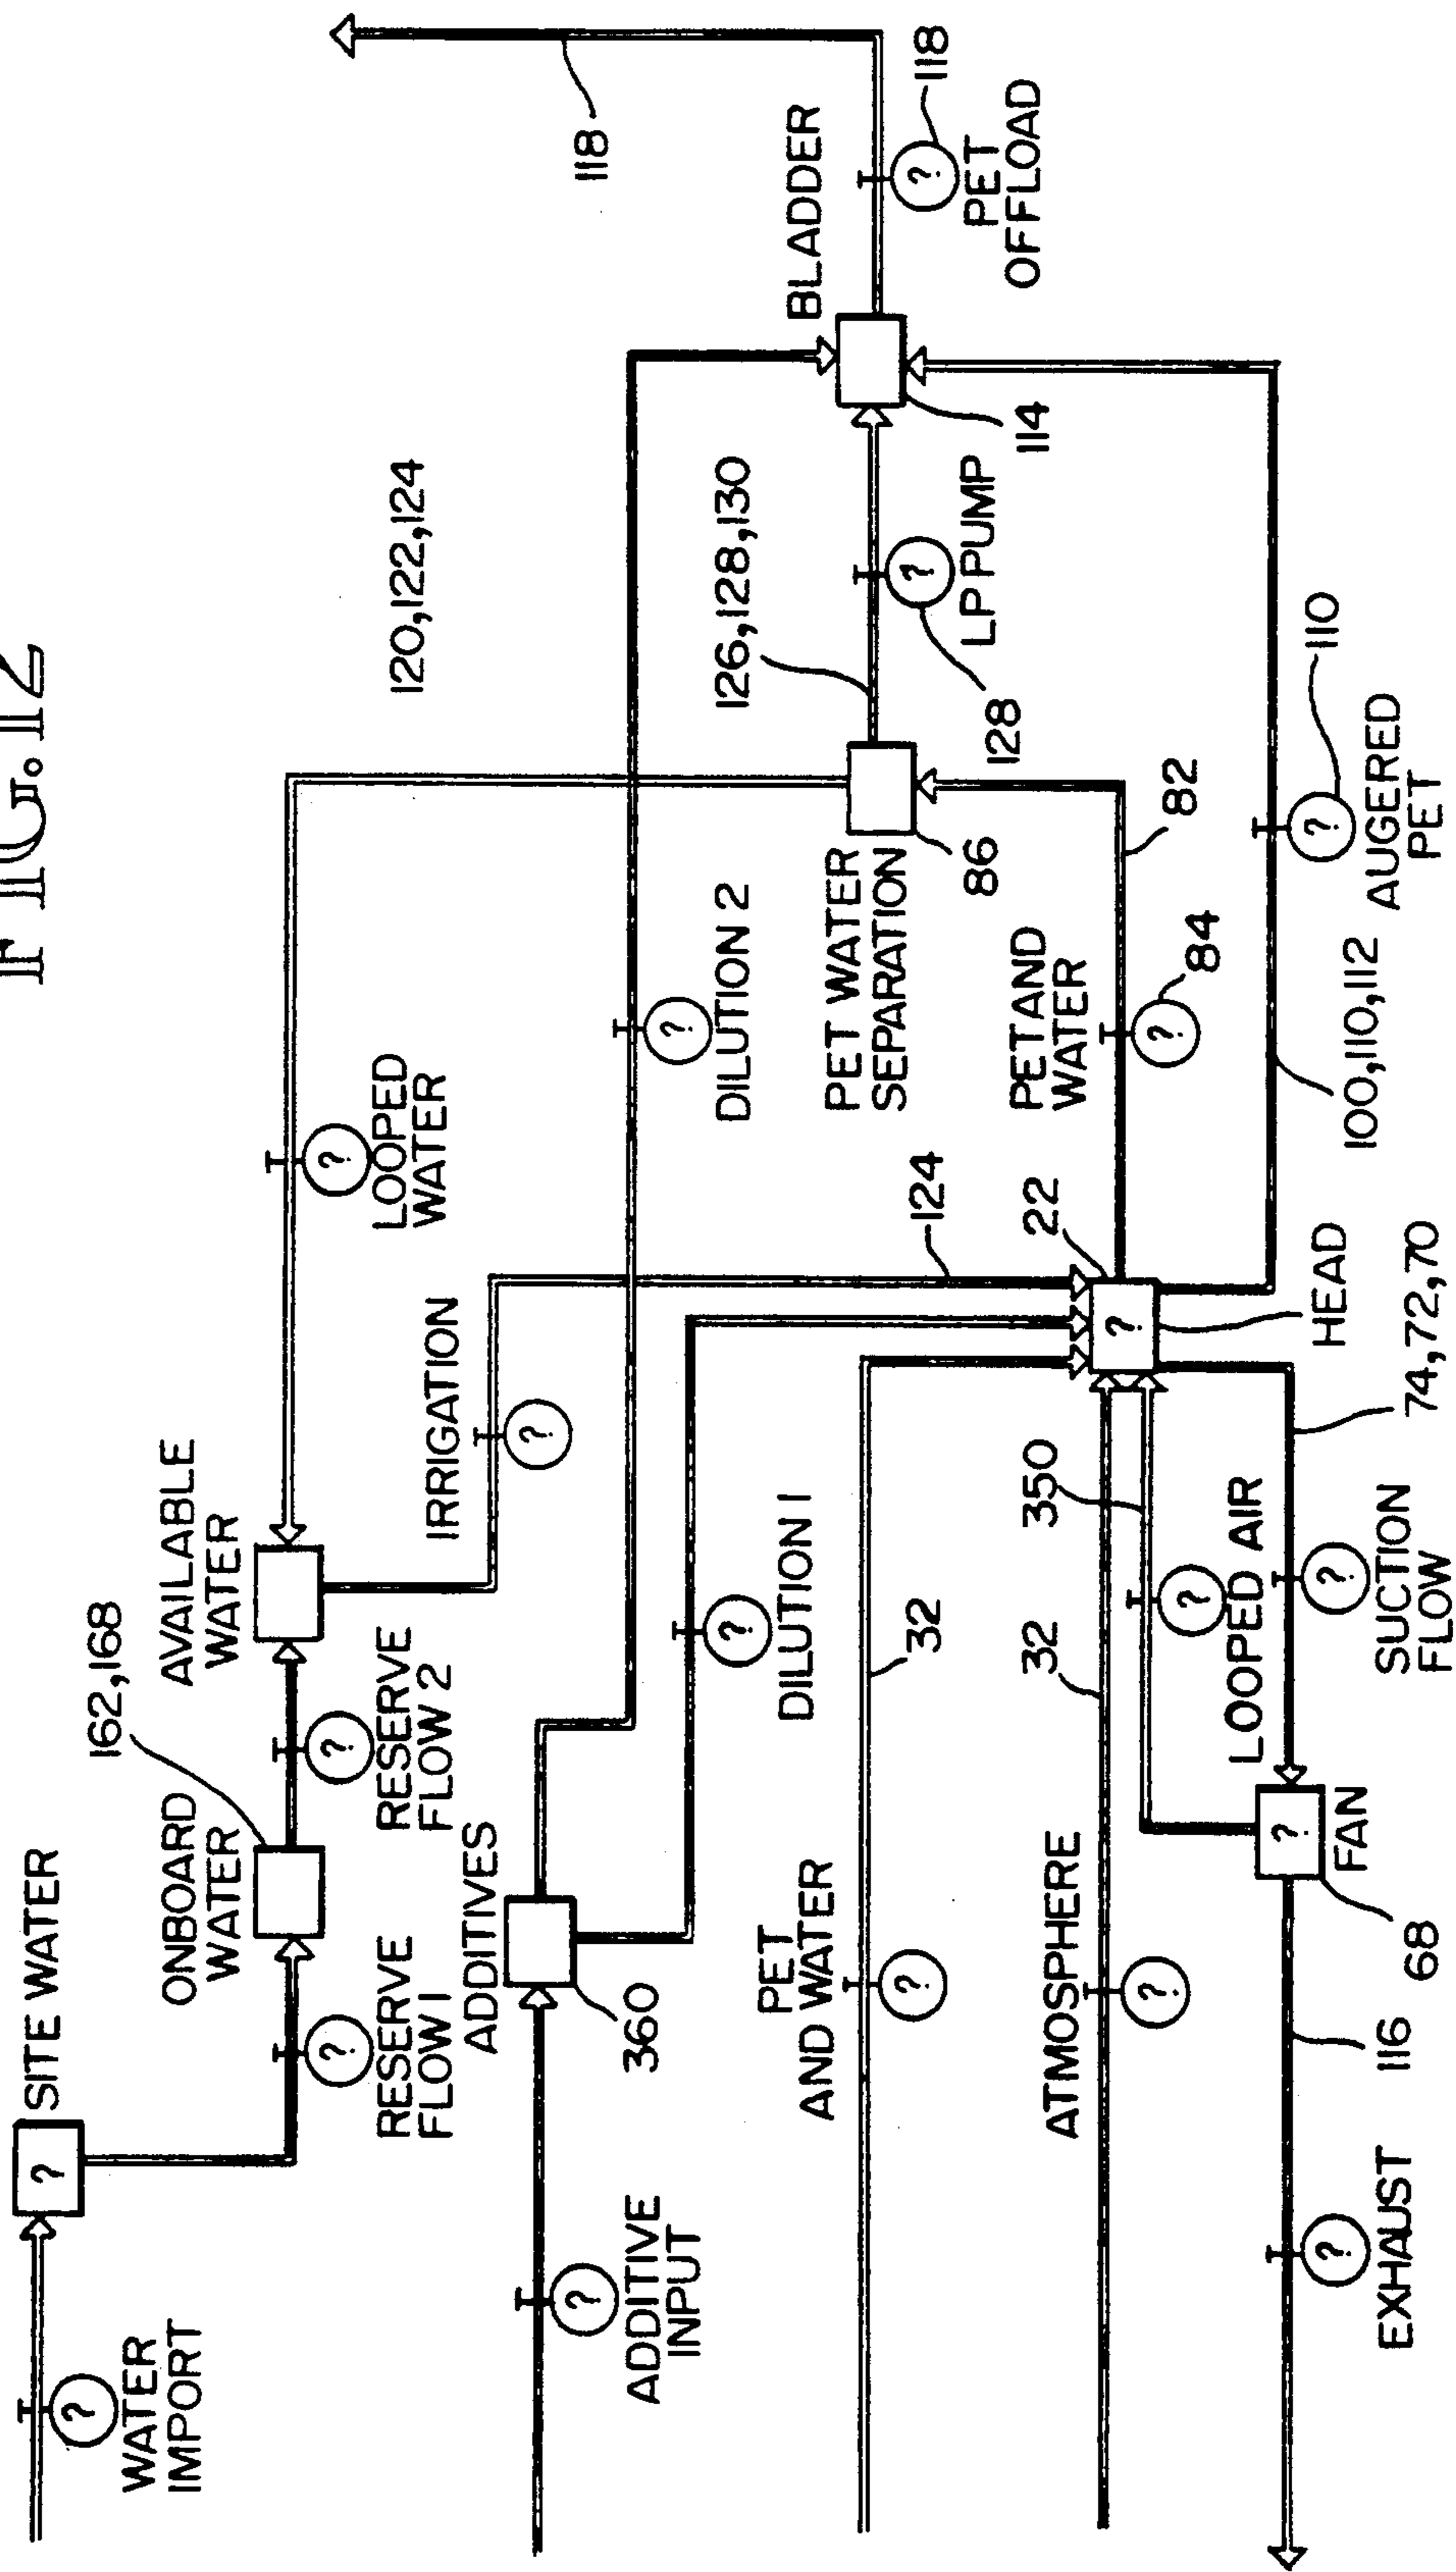 FIG. 12
?
SITE WATER
?
WATER
IMPORT
ONBOARD
WATER
162,168
?
RESERVE
FLOW 1
?
RESERVE
FLOW 2
AVAILABLE
WATER
?
LOOPED
WATER
118
120,122,124
?
IRRIGATION
ADDITIVES
360
?
ADDITIVE
INPUT
?
DILUTION 2
?
DILUTION 1
BLADDER
114
?
118
PET
OFFLOAD
126,128,130
?
LP PUMP
128
PET WATER
SEPARATION
86
PET AND
WATER
?
84
82
124
22
?
HEAD
PET
AND WATER
?
32
ATMOSPHERE
?
32
350
?
LOOPED AIR
?
FAN
68
?
SUCTION
FLOW
74,72,70
?
EXHAUST
116
?
110
AUGERED
PET
100,110,112